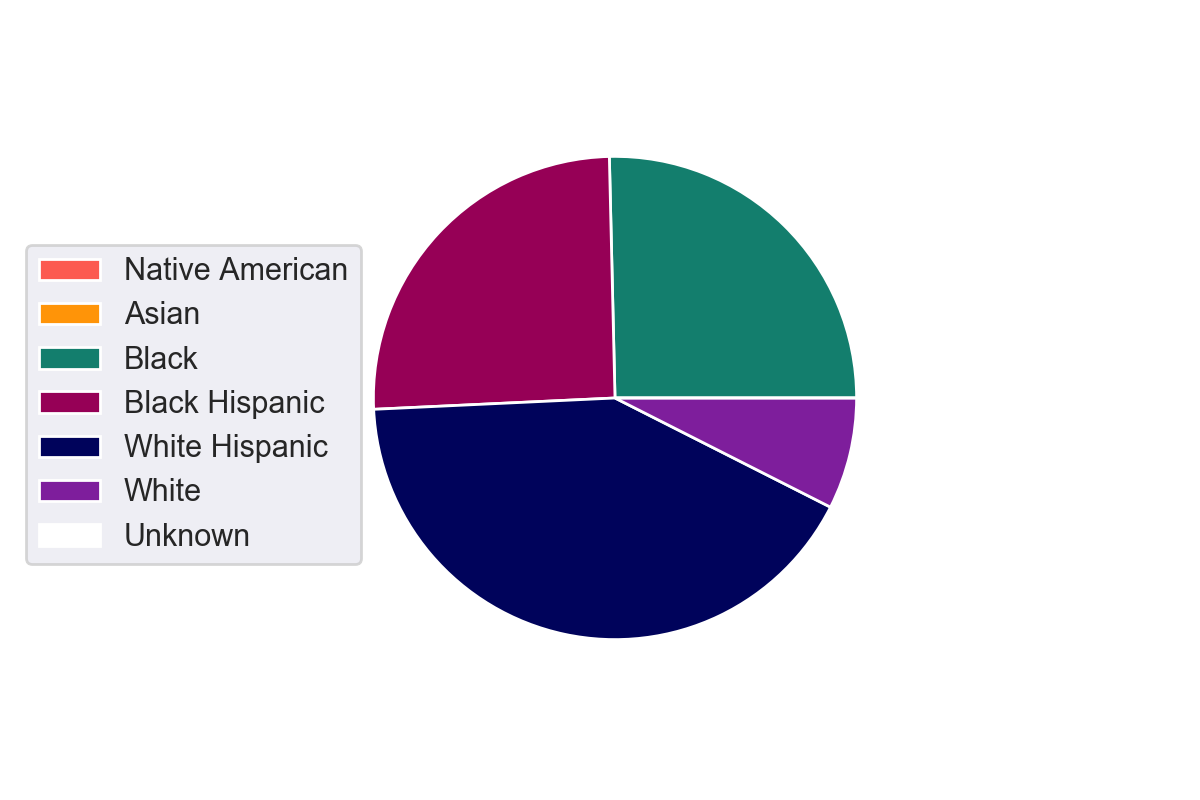 Native American
Asian
Black
Black Hispanic
White Hispanic
White
Unknown